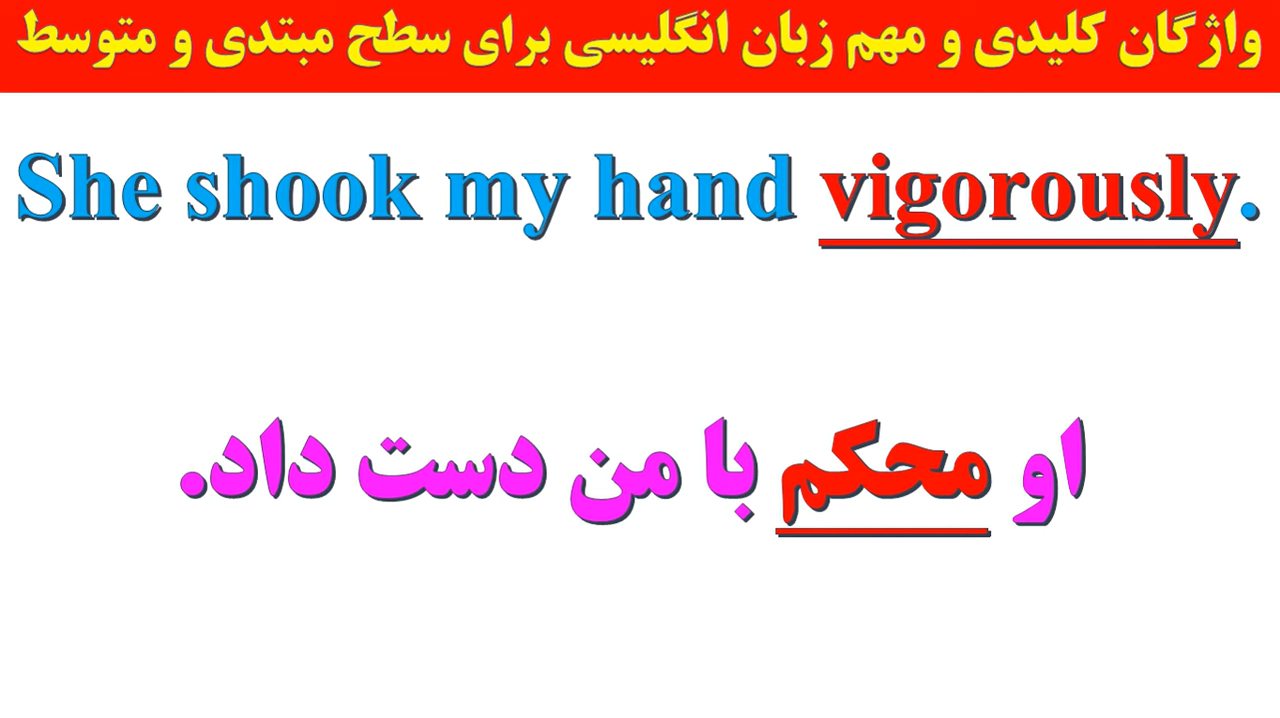 واژگان کلیدی و مهم زبان انگلیسی برای سطح مبتدی و متوسط
She shook my hand vigorously.
او محکم با من دست داد.